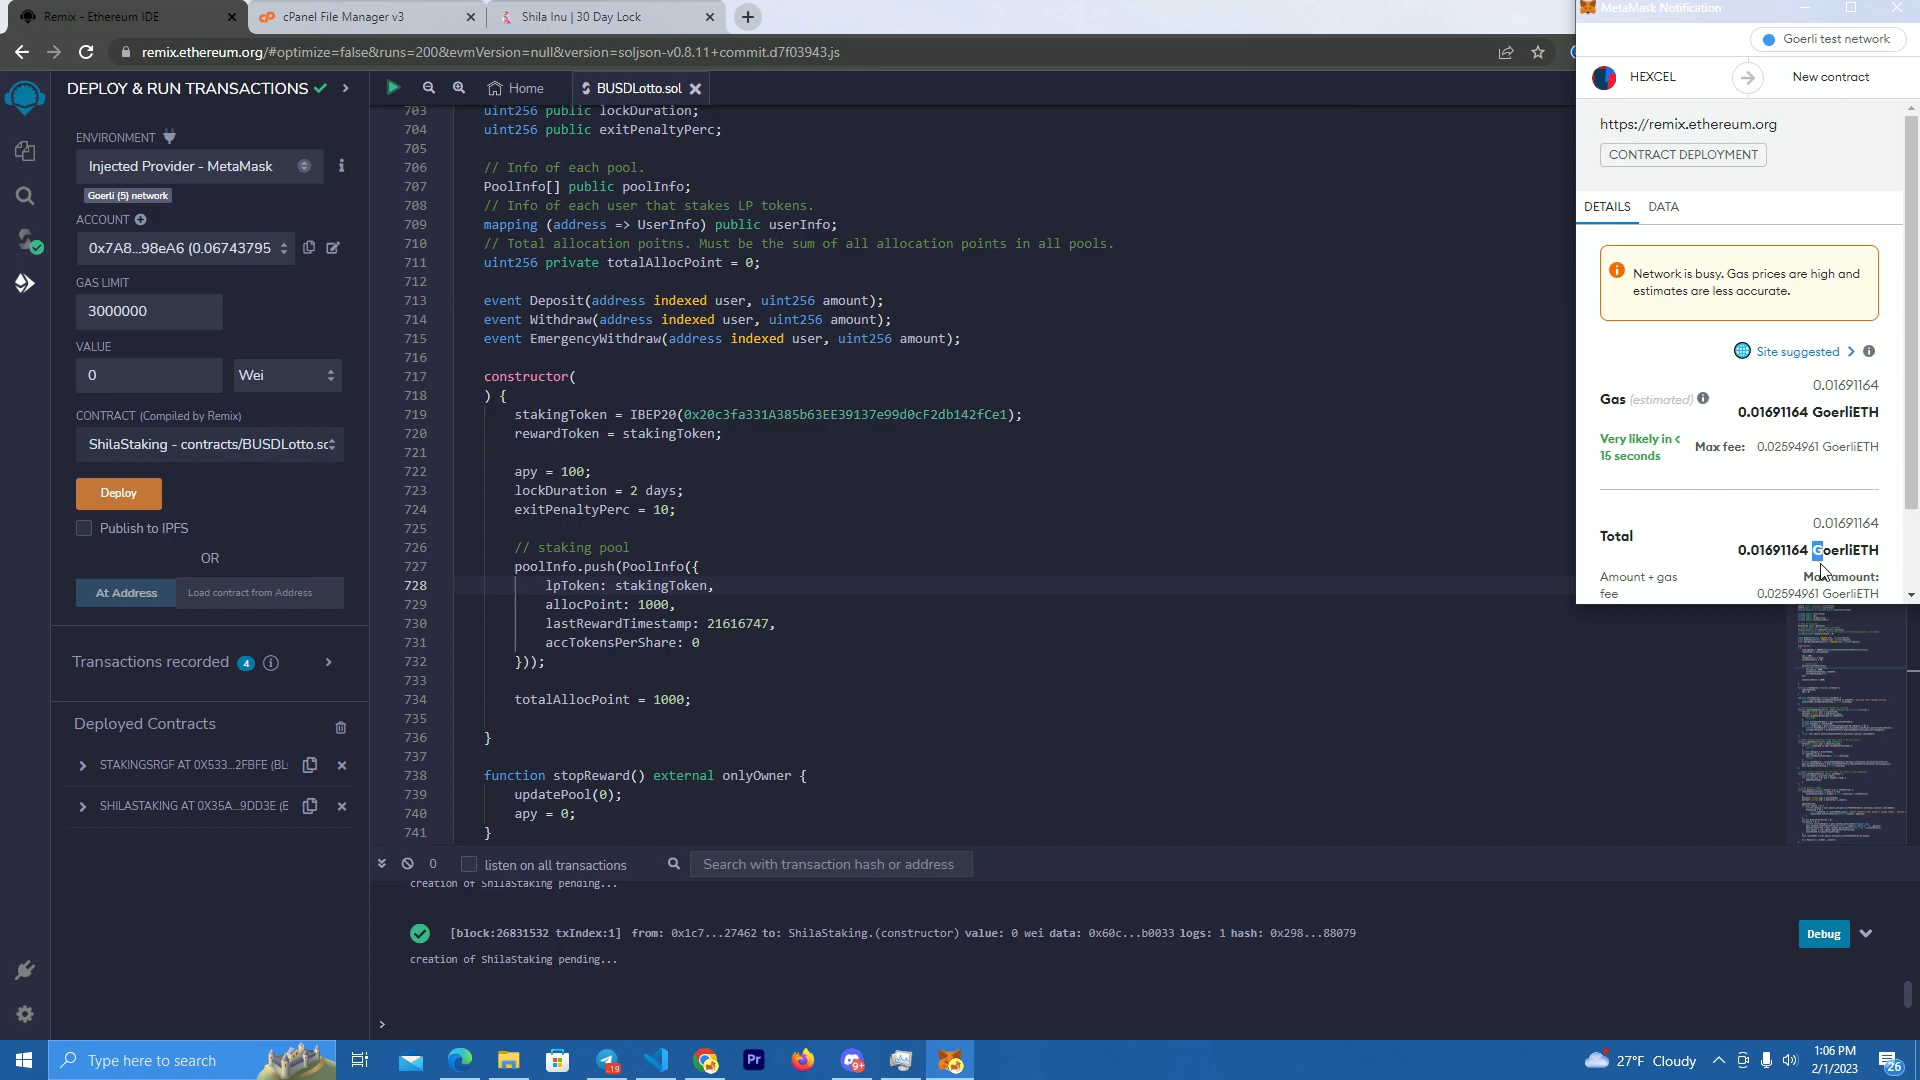 Remix - Ethereum IDE
cPanel File Manager v3
Shila Inu | 30 Day Lock
remix.ethereum.org/#optimize=false&runs=200&evmVersion=null&version=soljson-v0.8.11+commit.d7f03943.js
DEPLOY & RUN TRANSACTIONS
ENVIRONMENT
Injected Provider - MetaMask
Goerli (5) network
ACCOUNT
0x7A8...98eA6 (0.06743795
GAS LIMIT
3000000
VALUE
0
Wei
CONTRACT (Compiled by Remix)
ShilaStaking - contracts/BUSDLotto.sc
Deploy
Publish to IPFS
OR
At Address
Load contract from Address
Transactions recorded 4 i
Deployed Contracts
STAKINGSRGF AT 0X533...2FBFE (BL
SHILASTAKING AT 0X35A...9DD3E (E
Home
BUSDLotto.sol
703 uint256 public lockDuration;
704 uint256 public exitPenaltyPerc;
705
706 // Info of each pool.
707 PoolInfo[] public poolInfo;
708 // Info of each user that stakes LP tokens.
709 mapping (address => UserInfo) public userInfo;
710 // Total allocation poitns. Must be the sum of all allocation points in all pools.
711 uint256 private totalAllocPoint = 0;
712
713 event Deposit(address indexed user, uint256 amount);
714 event Withdraw(address indexed user, uint256 amount);
715 event EmergencyWithdraw(address indexed user, uint256 amount);
716
717 constructor(
718 ) {
719 stakingToken = IBEP20(0x20c3fa331A385b63EE39137e99d0cF2db142fCe1);
720 rewardToken = stakingToken;
721
722 apy = 100;
723 lockDuration = 2 days;
724 exitPenaltyPerc = 10;
725
726 // staking pool
727 poolInfo.push(PoolInfo({
728 lpToken: stakingToken,
729 allocPoint: 1000,
730 lastRewardTimestamp: 21616747,
731 accTokensPerShare: 0
732 }));
733
734 totalAllocPoint = 1000;
735
736 }
737
738 function stopReward() external onlyOwner {
739 updatePool(0);
740 apy = 0;
741 }
0
listen on all transactions
Search with transaction hash or address
creation of ShilaStaking pending...
[block:26831532 txIndex:1] from: 0x1c7...27462 to: ShilaStaking.(constructor) value: 0 wei data: 0x60c...b0033 logs: 1 hash: 0x298...88079
Debug
creation of ShilaStaking pending...
>
MetaMask Notification
Goerli test network
HEXCEL
New contract
https://remix.ethereum.org
CONTRACT DEPLOYMENT
DETAILS
DATA
Network is busy. Gas prices are high and
estimates are less accurate.
Site suggested
0.01691164
Gas (estimated)
0.01691164 GoerliETH
Very likely in <
15 seconds
Max fee: 0.02594961 GoerliETH
0.01691164
Total
0.01691164 GoerliETH
Amount + gas
fee
Max amount:
0.02594961 GoerliETH
Type here to search
19
Pr
9+
27°F Cloudy
1:06 PM
2/1/2023
26